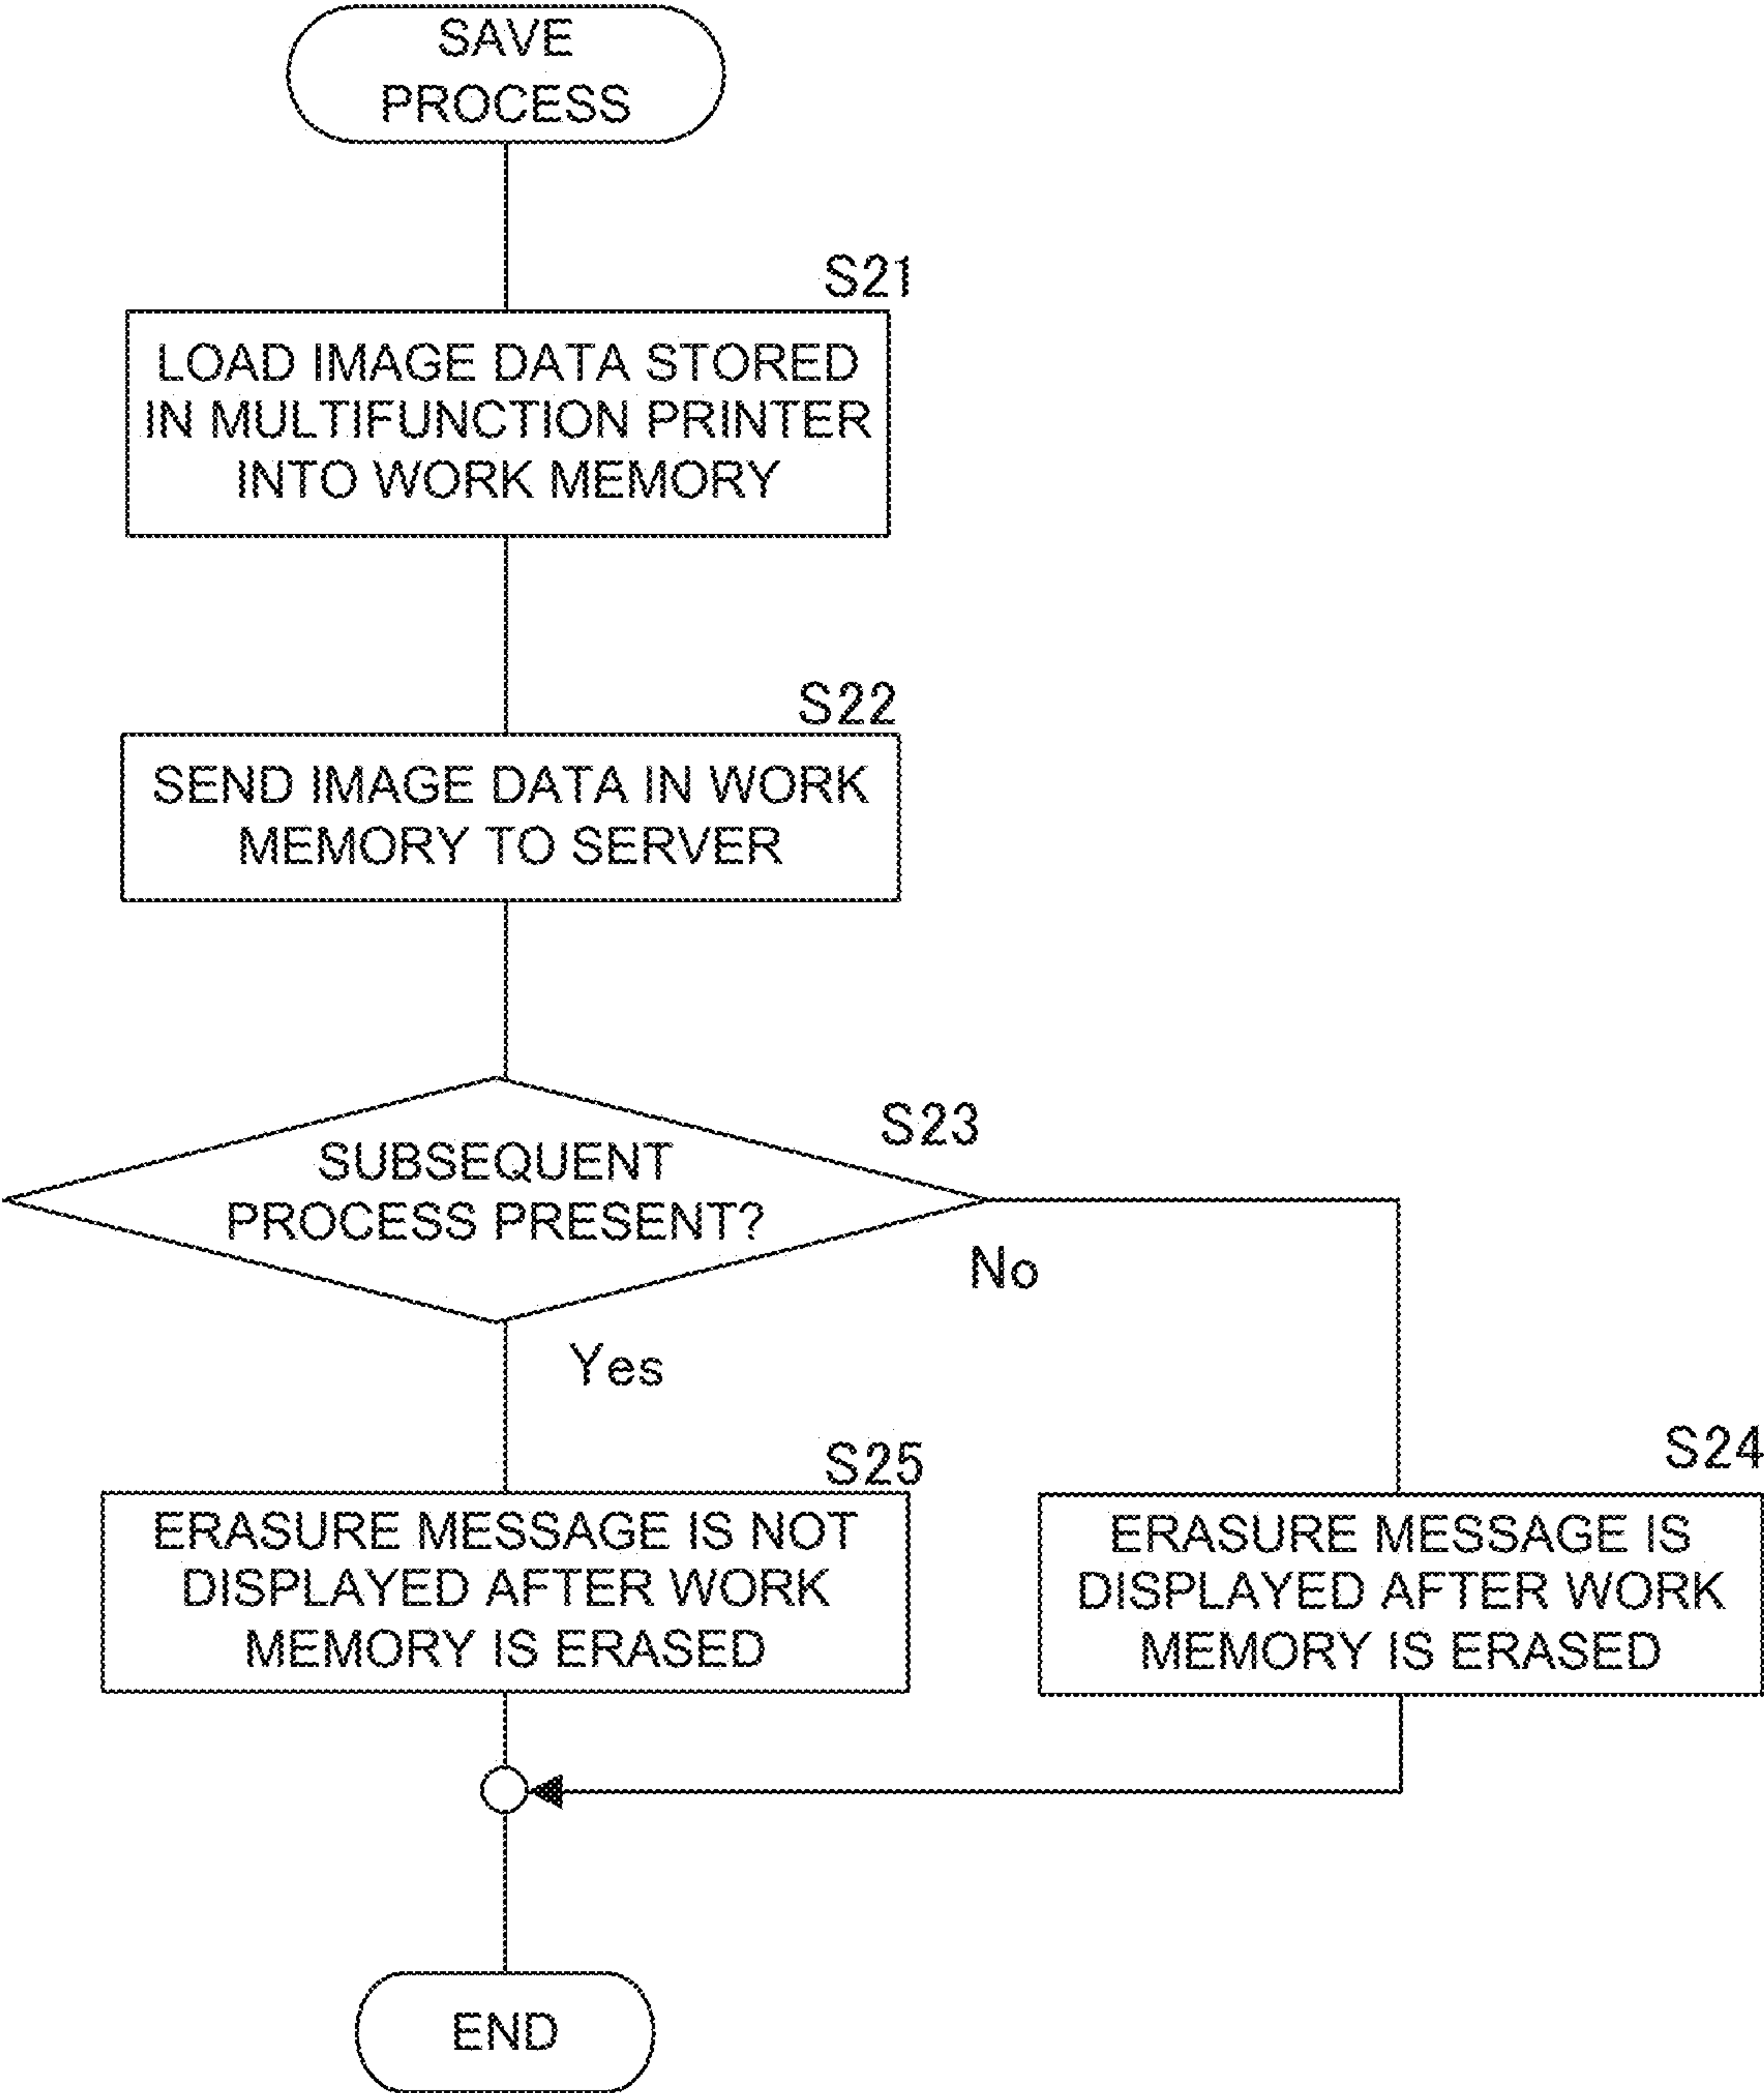 SAVE
PROCESS
S21
LOAD IMAGE DATA STORED
IN MULTIFUNCTION PRINTER
INTO WORK MEMORY
S22
SEND IMAGE DATA IN WORK
MEMORY TO SERVER
S23
SUBSEQUENT
PROCESS PRESENT?
No
Yes
S25
ERASURE MESSAGE IS NOT
DISPLAYED AFTER WORK
MEMORY IS ERASED
S24
ERASURE MESSAGE IS
DISPLAYED AFTER WORK
MEMORY IS ERASED
END